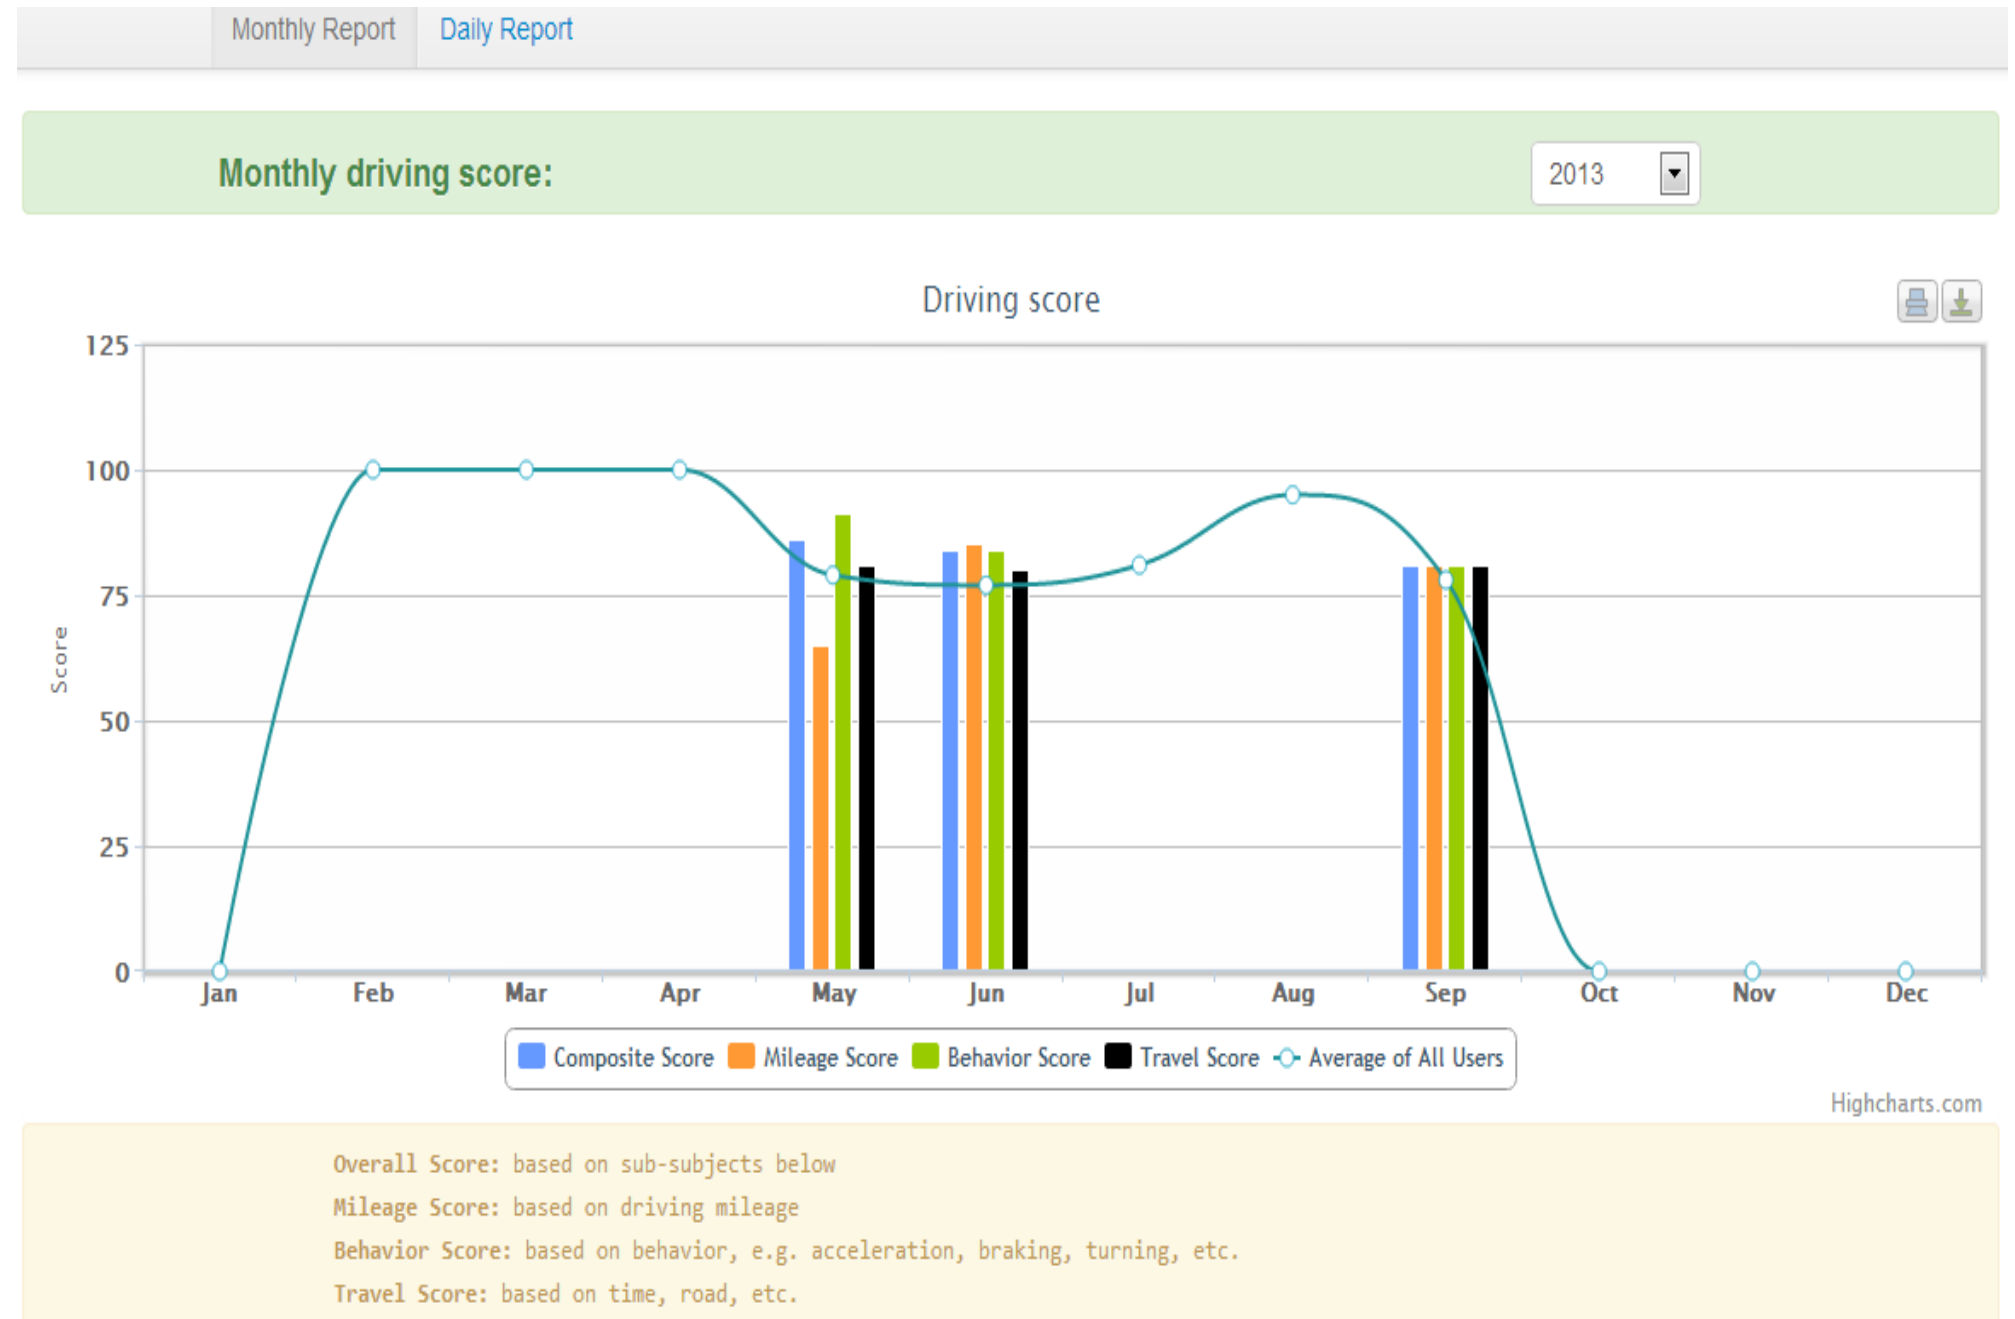 Monthly Report Daily Report
Monthly driving score: 2013
Driving score
125
100
75
50
25
0
Score
Jan Feb Mar Apr May Jun Jul Aug Sep Oct Nov Dec
Composite Score Mileage Score Behavior Score Travel Score Average of All Users
Highcharts.com
Overall Score: based on sub-subjects below
Mileage Score: based on driving mileage
Behavior Score: based on behavior, e.g. acceleration, braking, turning, etc.
Travel Score: based on time, road, etc.